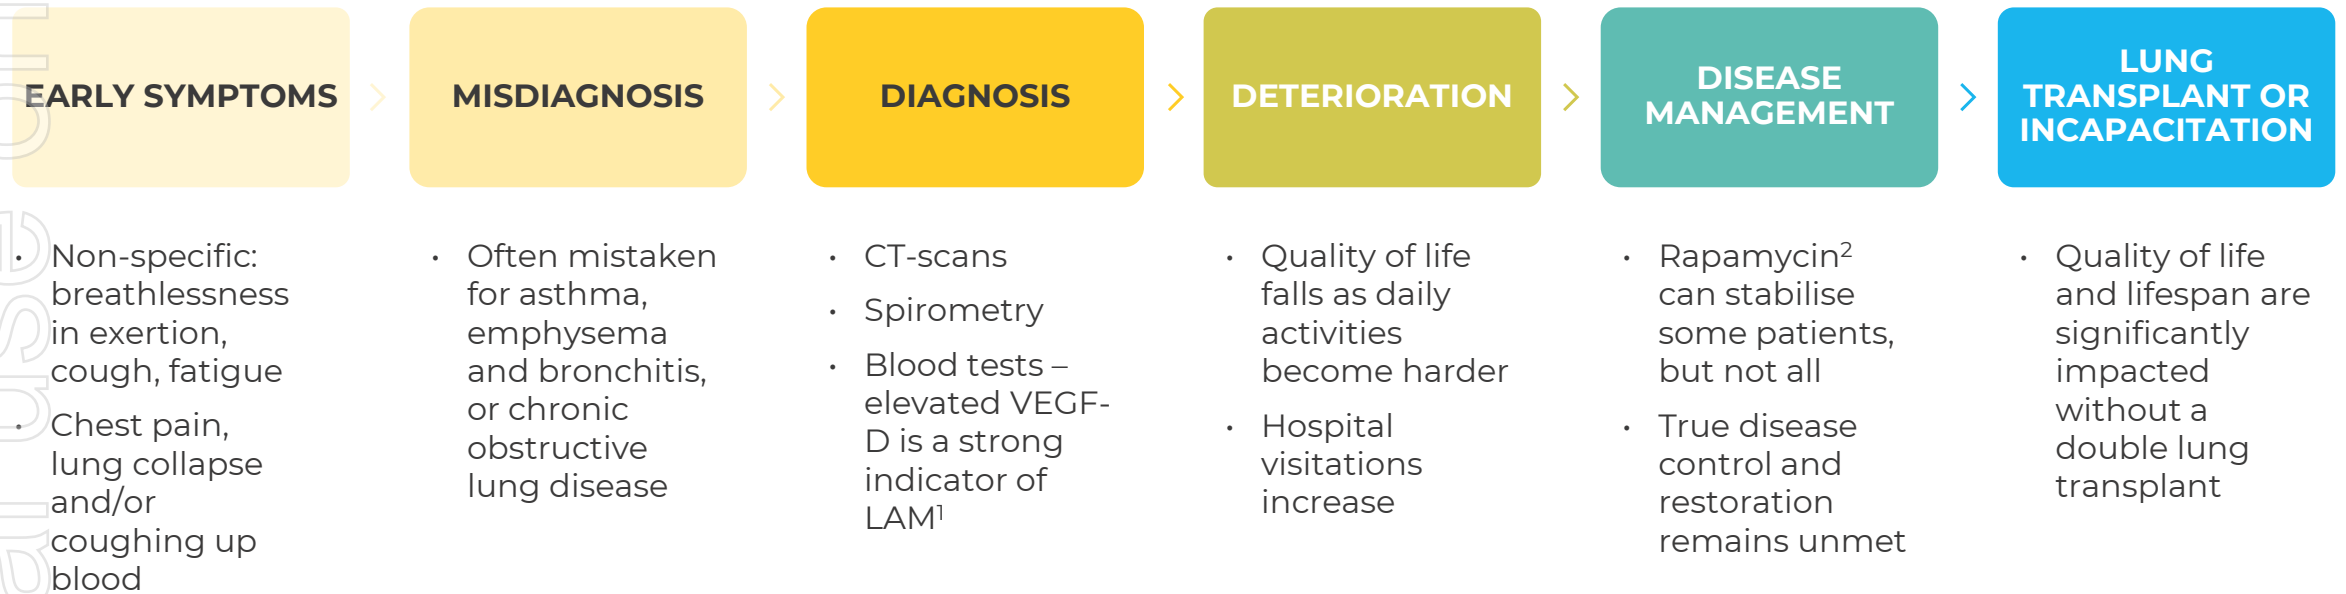 EARLY SYMPTOMS
MISDIAGNOSIS
DIAGNOSIS
DETERIORATION
DISEASE
MANAGEMENT
LUNG
TRANSPLANT OR
INCAPACITATION
• Non-specific:
breathlessness
in exertion,
cough, fatigue
• Chest pain,
lung collapse
and/or
coughing up
blood
• Often mistaken
for asthma,
emphysema
and bronchitis,
or chronic
obstructive
lung disease
• CT-scans
• Spirometry
• Blood tests –
elevated VEGF-
D is a strong
indicator of
LAM¹
• Quality of life
falls as daily
activities
become harder
• Hospital
visitations
increase
• Rapamycin²
can stabilise
some patients,
but not all
• True disease
control and
restoration
remains unmet
• Quality of life
and lifespan are
significantly
impacted
without a
double lung
transplant
use